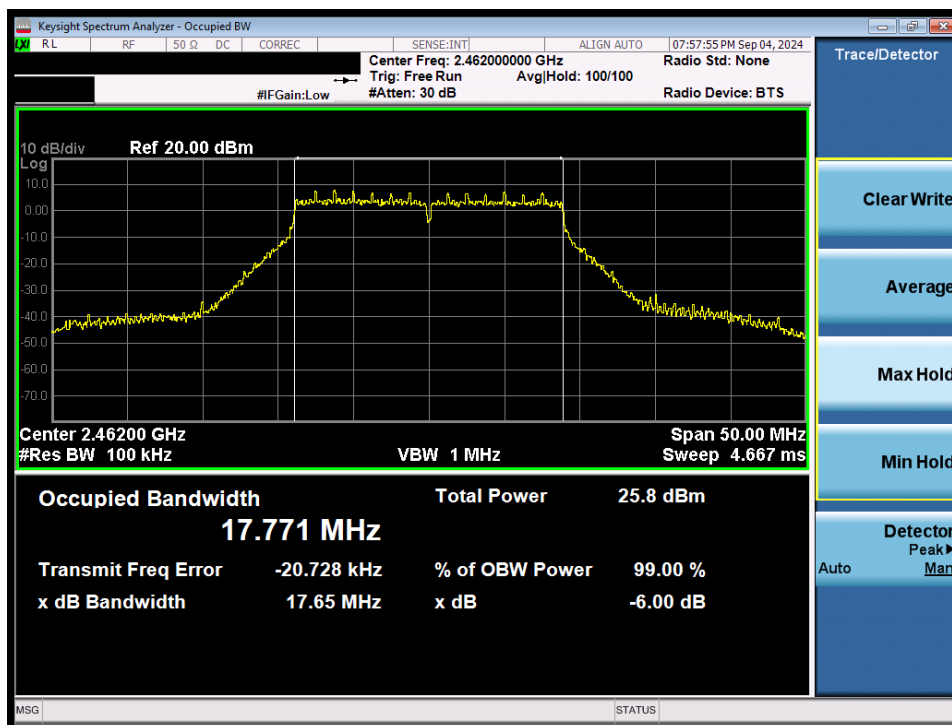 Keysight Spectrum Analyzer - Occupied BW
LXI RL RF 50 Ω DC CORREC SENSE:INT ALIGN AUTO 07:57:55 PM Sep 04, 2024
Center Freq: 2.462000000 GHz Radio Std: None
Trig: Free Run Avg|Hold: 100/100
#IFGain:Low #Atten: 30 dB Radio Device: BTS
10 dB/div Ref 20.00 dBm
Log
10.0
0.00
-10.0
-20.0
-30.0
-40.0
-50.0
-60.0
-70.0
Center 2.46200 GHz Span 50.00 MHz
#Res BW 100 kHz VBW 1 MHz Sweep 4.667 ms
Occupied Bandwidth Total Power 25.8 dBm
17.771 MHz
Transmit Freq Error -20.728 kHz % of OBW Power 99.00 %
x dB Bandwidth 17.65 MHz x dB -6.00 dB
MSG STATUS
Trace/Detector
Clear Write
Average
Max Hold
Min Hold
Detector
Peak▶
Auto Man